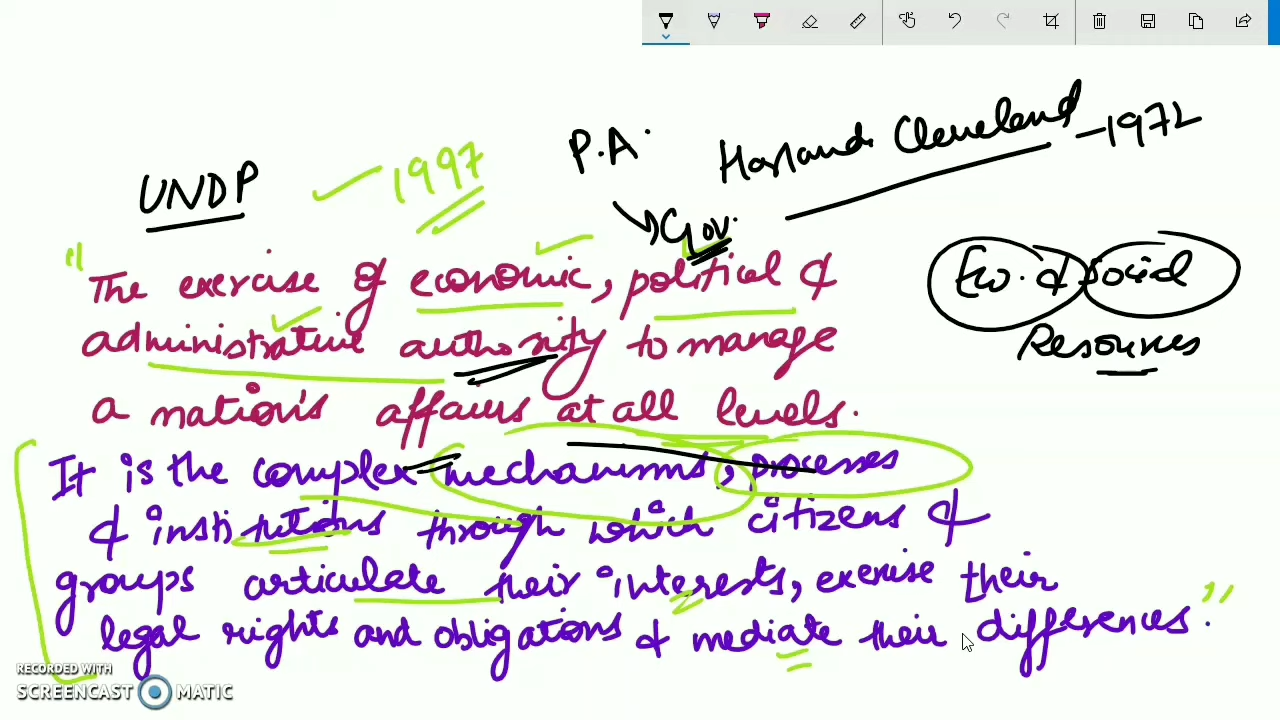 P.A.
Harland Cleveland - 1972
UNDP
1997
Gov.
Eco. & Social
Resources
"The exercise of economic, political &
administrative authority to manage
a nation's affairs at all levels.
It is the complex mechanisms, processes
& institutions through which citizens &
groups articulate their interests, exercise their
legal rights and obligations & mediate their differences."
RECORDED WITH
SCREENCAST MATIC